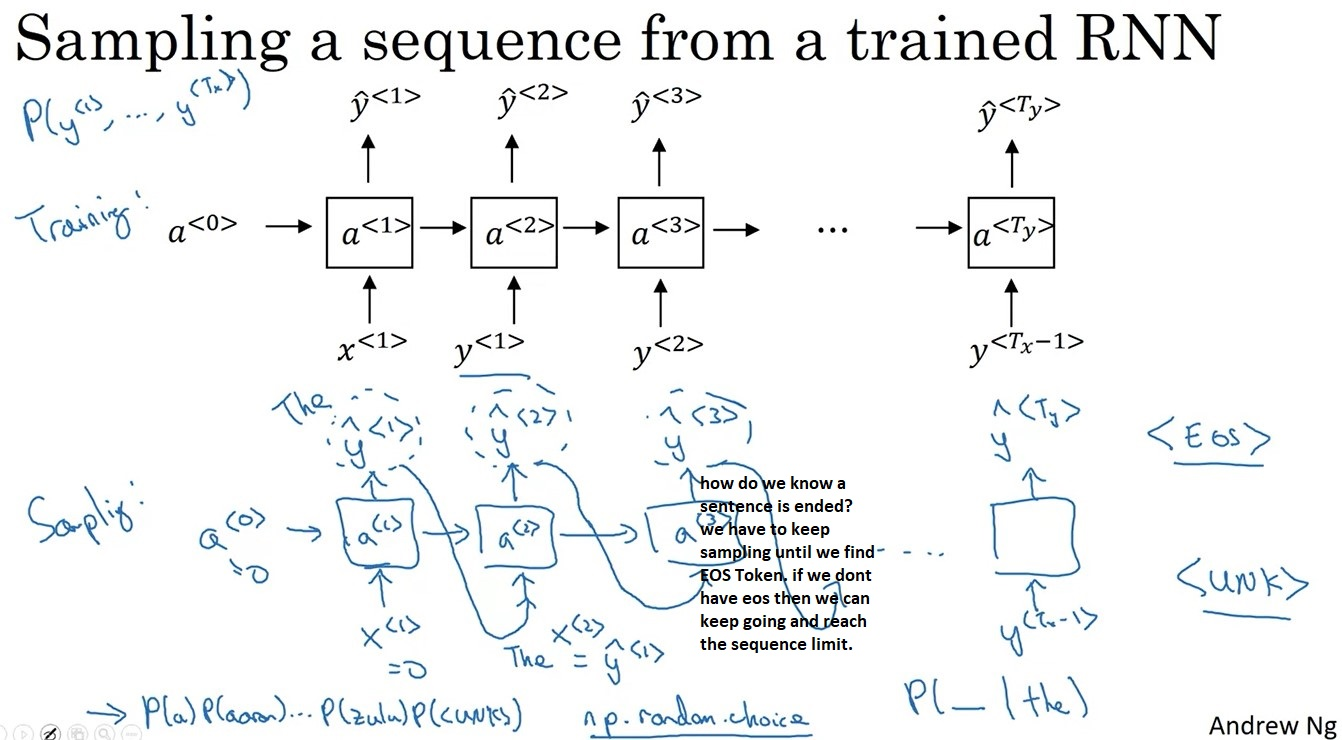 Sampling a sequence from a trained RNN
P(y<1>, ..., y<Tx>)
ŷ<1> ŷ<2> ŷ<3> ŷ<Ty>
Training:
a<0> a<1> a<2> a<3> ... a<Ty>
x<1> y<1> y<2> y<Tx−1>
The
ŷ<1> ŷ<2> ŷ<3> ŷ<Ty>
<EOS>
how do we know a
sentence is ended?
we have to keep
sampling until we find
EOS Token. if we dont
have eos then we can
keep going and reach
the sequence limit.
Sampling:
a<0> a<1> a<2> a<3> ....
=0
<UNK>
x<1> x<2> y<Tx-1>
=0 The = ŷ<1>
→ P(a)P(aaron)...P(zulu)P(<UNK>) np.random.choice P(_ | the)
Andrew Ng